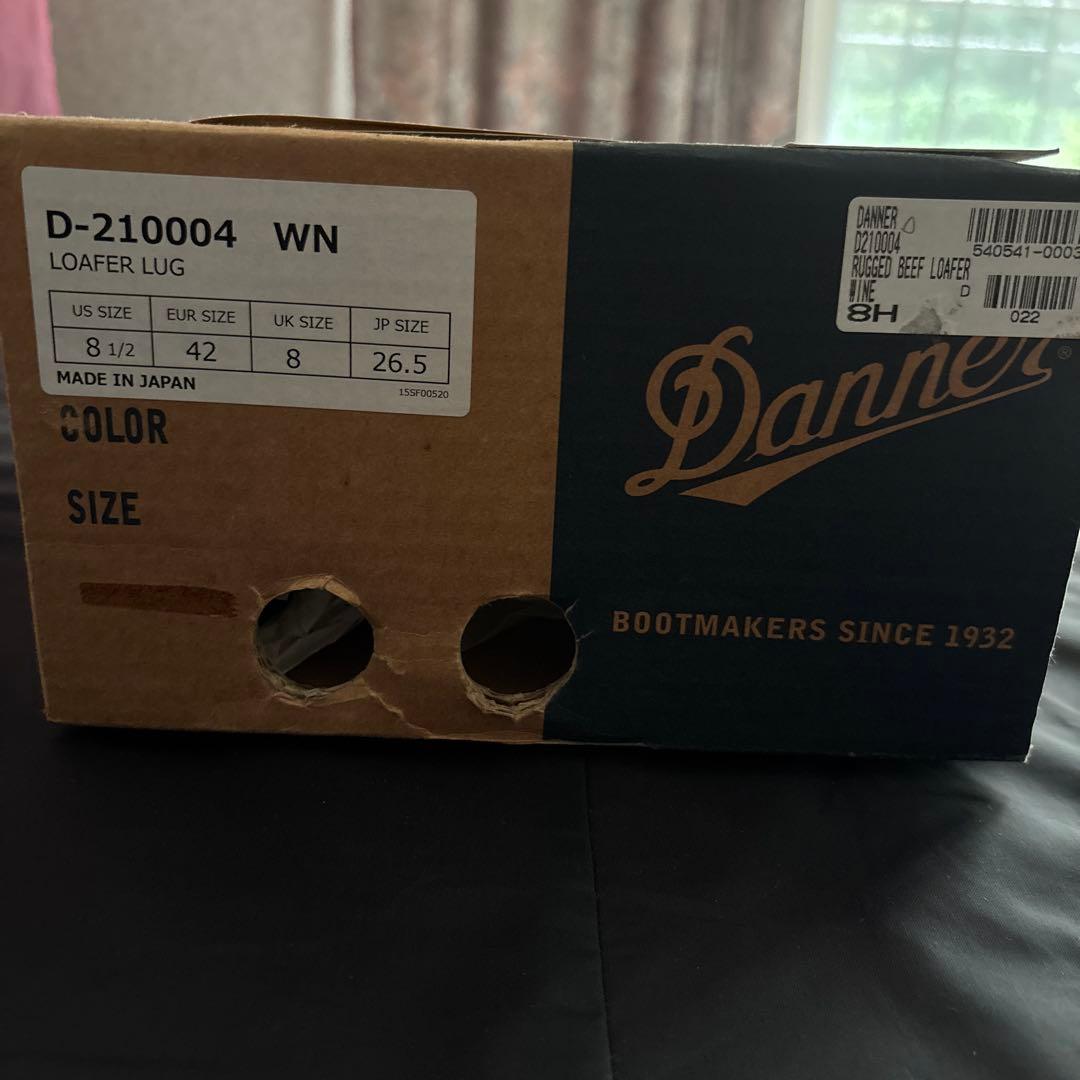 D-210004 WN
LOAFER LUG
US SIZE EUR SIZE UK SIZE JP SIZE
8 1/2 42 8 26.5
MADE IN JAPAN 15SF00520
COLOR
SIZE
DANNER
D210004
RUGGED BEEF LOAFER
WINE D
8H
540541-0003
022
Danner®
BOOTMAKERS SINCE 1932